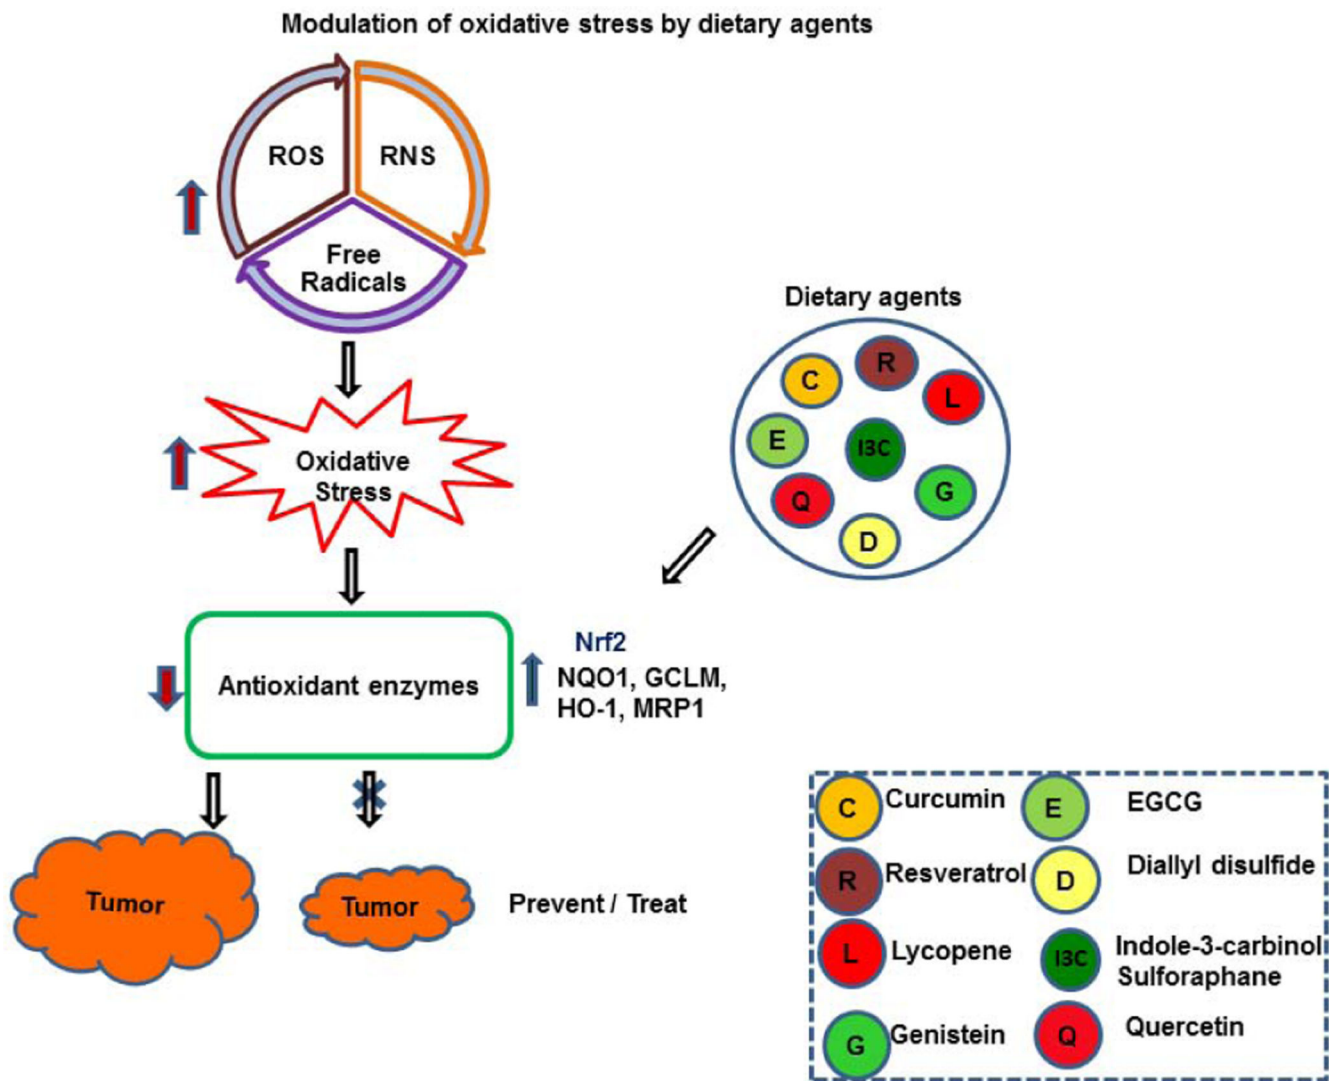 Modulation of oxidative stress by dietary agents
ROS
RNS
Free
Radicals
Oxidative
Stress
Dietary agents
C
R
L
E
I3C
Q
G
D
Antioxidant enzymes
Nrf2
NQO1, GCLM,
HO-1, MRP1
Tumor
Tumor
Prevent / Treat
C Curcumin
E EGCG
R Resveratrol
D Diallyl disulfide
L Lycopene
I3C Indole-3-carbinol
Sulforaphane
G Genistein
Q Quercetin